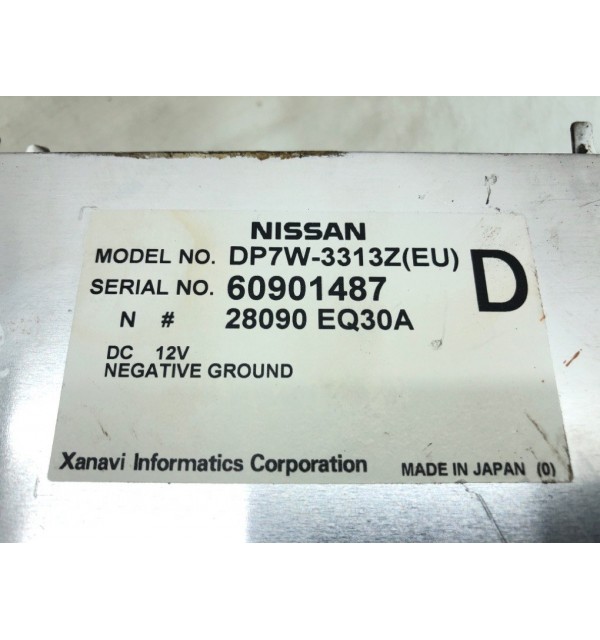 NISSAN
MODEL NO. DP7W-3313Z(EU)
D
SERIAL NO. 60901487
N # 28090 EQ30A
DC 12V
NEGATIVE GROUND
Xanavi Informatics Corporation MADE IN JAPAN (0)